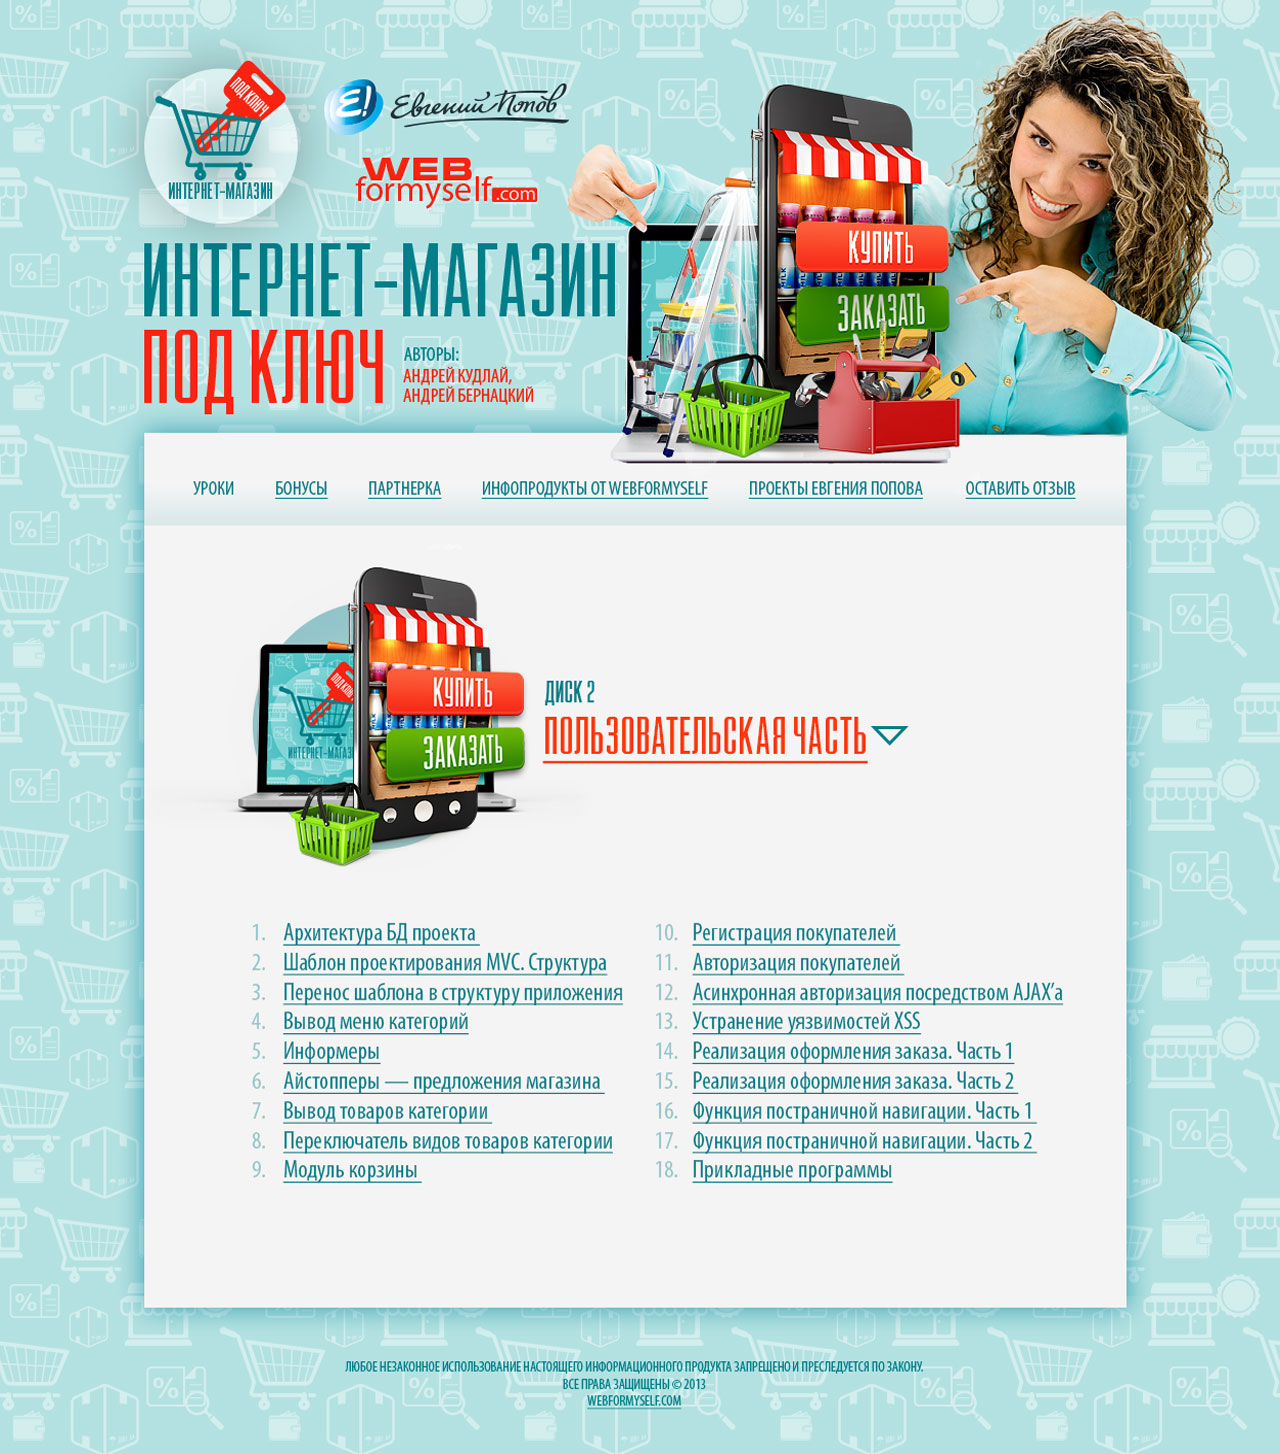 ПОД КЛЮЧ
ИНТЕРНЕТ-МАГАЗИН
Е!
Евгений Попов
WEB
formyself.com
ИНТЕРНЕТ-МАГАЗИН
ПОД КЛЮЧ
АВТОРЫ:
АНДРЕЙ КУДЛАЙ,
АНДРЕЙ БЕРНАЦКИЙ
КУПИТЬ
ЗАКАЗАТЬ
УРОКИ БОНУСЫ ПАРТНЕРКА ИНФОПРОДУКТЫ ОТ WEBFORMYSELF ПРОЕКТЫ ЕВГЕНИЯ ПОПОВА ОСТАВИТЬ ОТЗЫВ
ПОД КЛЮЧ
ИНТЕРНЕТ-МАГАЗ
КУПИТЬ
ЗАКАЗАТЬ
ДИСК 2
ПОЛЬЗОВАТЕЛЬСКАЯ ЧАСТЬ
1. Архитектура БД проекта
2. Шаблон проектирования MVC. Структура
3. Перенос шаблона в структуру приложения
4. Вывод меню категорий
5. Информеры
6. Айстопперы — предложения магазина
7. Вывод товаров категории
8. Переключатель видов товаров категории
9. Модуль корзины
10. Регистрация покупателей
11. Авторизация покупателей
12. Асинхронная авторизация посредством AJAX’а
13. Устранение уязвимостей XSS
14. Реализация оформления заказа. Часть 1
15. Реализация оформления заказа. Часть 2
16. Функция постраничной навигации. Часть 1
17. Функция постраничной навигации. Часть 2
18. Прикладные программы
ЛЮБОЕ НЕЗАКОННОЕ ИСПОЛЬЗОВАНИЕ НАСТОЯЩЕГО ИНФОРМАЦИОННОГО ПРОДУКТА ЗАПРЕЩЕНО И ПРЕСЛЕДУЕТСЯ ПО ЗАКОНУ.
ВСЕ ПРАВА ЗАЩИЩЕНЫ © 2013
WEBFORMYSELF.COM